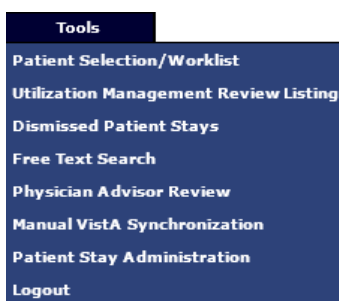 Tools
Patient Selection/Worklist
Utilization Management Review Listing
Dismissed Patient Stays
Free Text Search
Physician Advisor Review
Manual VistA Synchronization
Patient Stay Administration
Logout